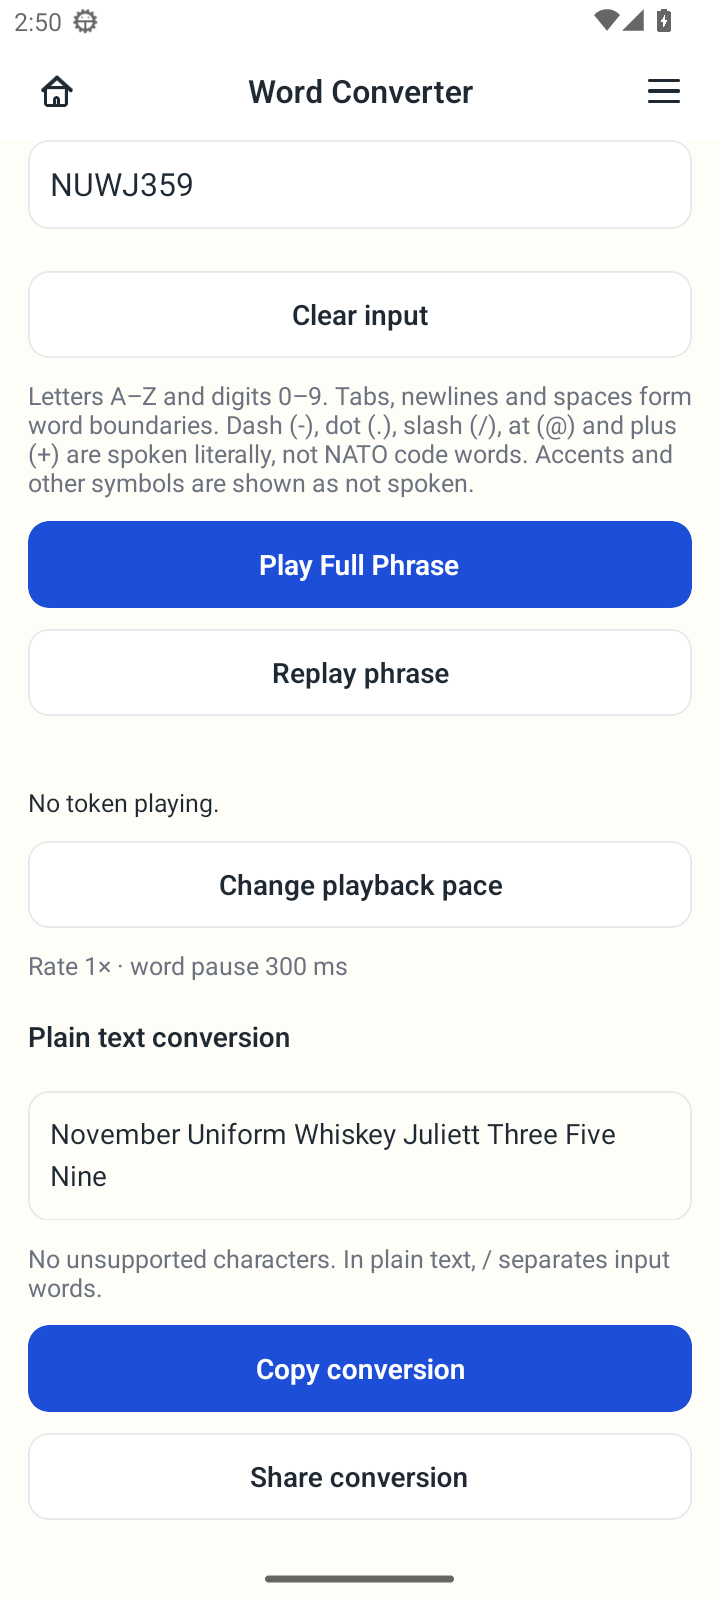 2:50
Word Converter
NUWJ359
Clear input
Letters A–Z and digits 0–9. Tabs, newlines and spaces form
word boundaries. Dash (-), dot (.), slash (/), at (@) and plus
(+) are spoken literally, not NATO code words. Accents and
other symbols are shown as not spoken.
Play Full Phrase
Replay phrase
No token playing.
Change playback pace
Rate 1× · word pause 300 ms
Plain text conversion
November Uniform Whiskey Juliett Three Five
Nine
No unsupported characters. In plain text, / separates input
words.
Copy conversion
Share conversion